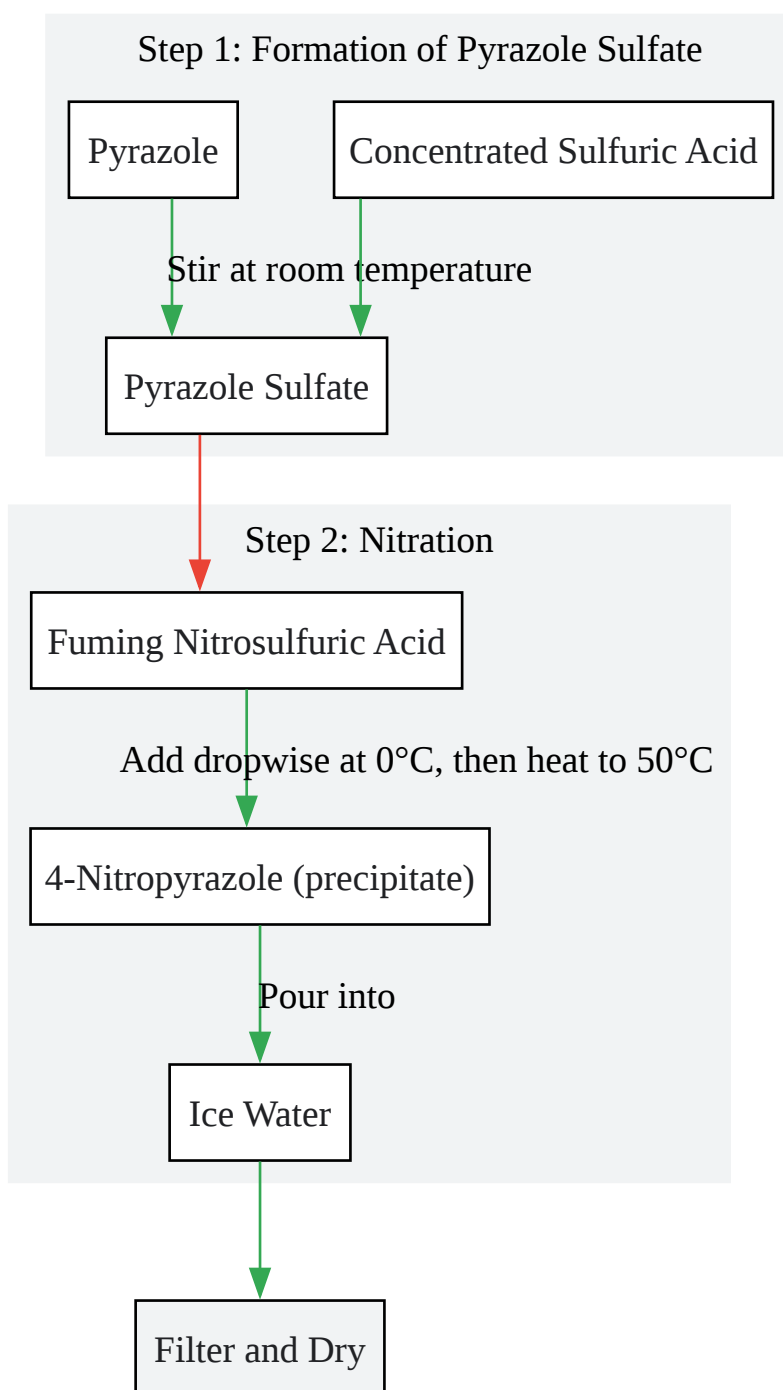 Step 1: Formation of Pyrazole Sulfate
Pyrazole
Concentrated Sulfuric Acid
Stir at room temperature
Pyrazole Sulfate
Step 2: Nitration
Fuming Nitrosulfuric Acid
Add dropwise at 0°C, then heat to 50°C
4-Nitropyrazole (precipitate)
Pour into
Ice Water
Filter and Dry